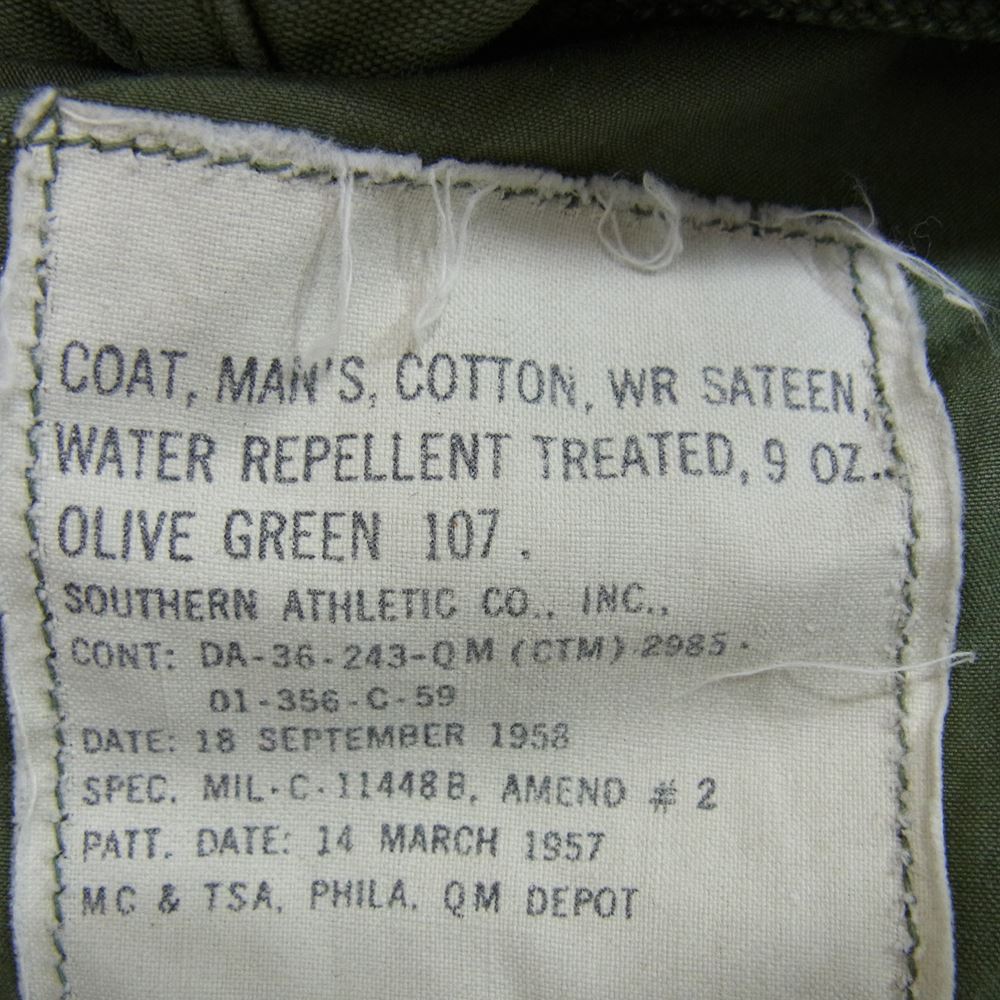 COAT, MAN'S, COTTON, WR SATEEN,
WATER REPELLENT TREATED, 9 OZ.
OLIVE GREEN 107.
SOUTHERN ATHLETIC CO., INC.,
CONT: DA-36-243-QM (CTM) 2985-
01-356-C-59
DATE: 18 SEPTEMBER 1958
SPEC. MIL-C-11448B, AMEND # 2
PATT. DATE: 14 MARCH 1957
MC & TSA, PHILA. QM DEPOT